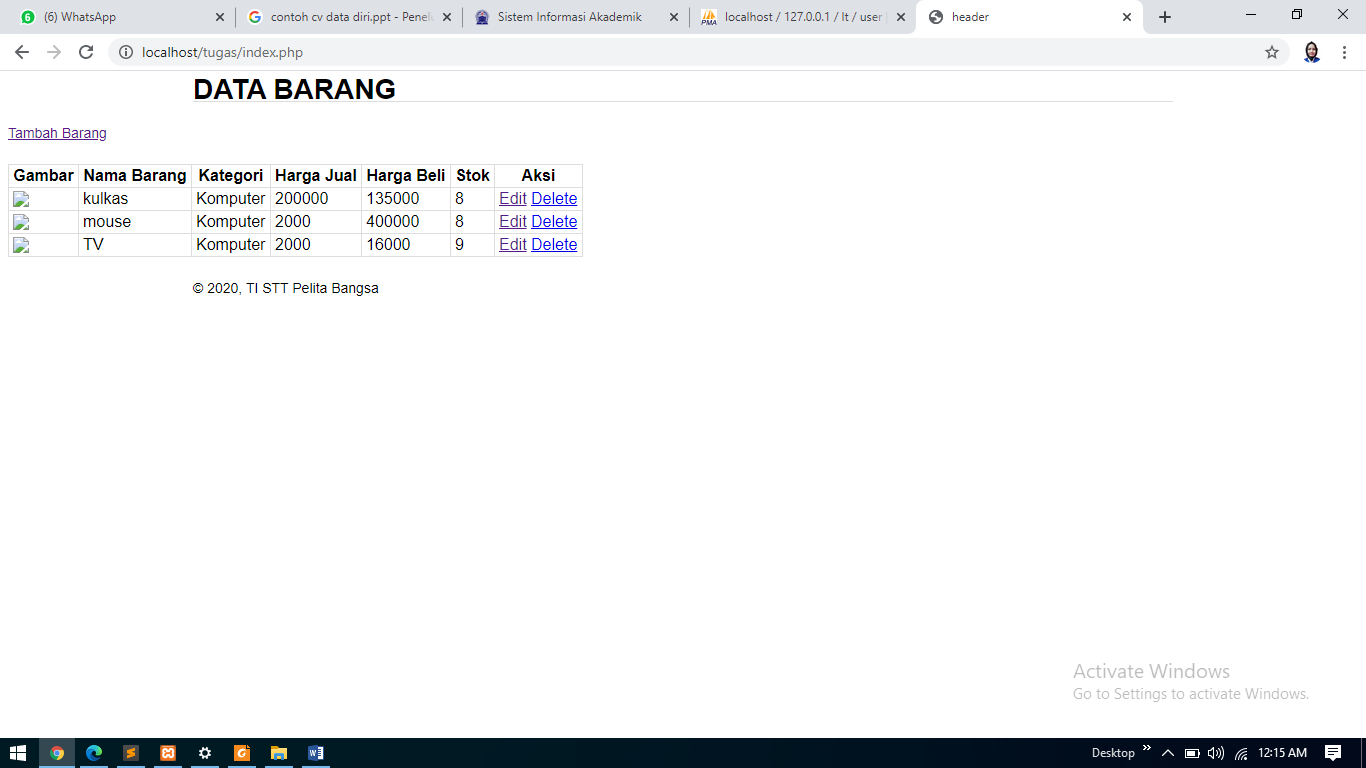 6 (6) WhatsApp
contoh cv data diri.ppt - Penel
Sistem Informasi Akademik
PMA localhost / 127.0.0.1 / lt / user |
header
localhost/tugas/index.php
DATA BARANG
Tambah Barang
Gambar Nama Barang Kategori Harga Jual Harga Beli Stok Aksi
kulkas Komputer 200000 135000 8 Edit Delete
mouse Komputer 2000 400000 8 Edit Delete
TV Komputer 2000 16000 9 Edit Delete
© 2020, TI STT Pelita Bangsa
Activate Windows
Go to Settings to activate Windows.
Desktop 12:15 AM